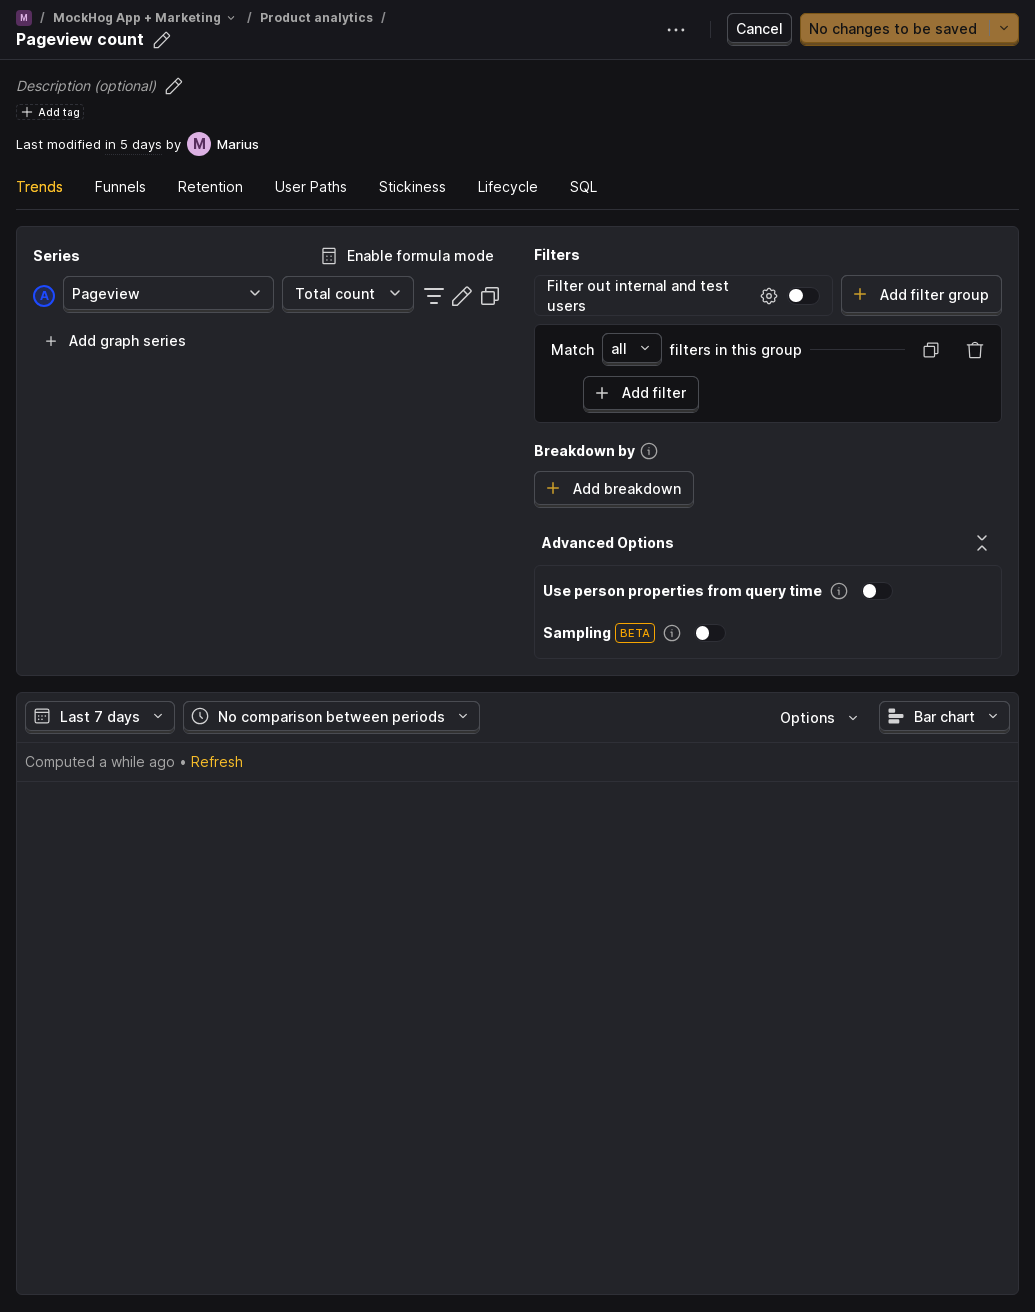 M / MockHog App + Marketing / Product analytics /
Pageview count
Cancel
No changes to be saved
Description (optional)
Add tag
Last modified in 5 days by M Marius
Trends Funnels Retention User Paths Stickiness Lifecycle SQL
Series
Enable formula mode
A Pageview Total count
Add graph series
Filters
Filter out internal and test
users
Add filter group
Match all filters in this group
Add filter
Breakdown by
Add breakdown
Advanced Options
Use person properties from query time
Sampling BETA
Last 7 days No comparison between periods Options Bar chart
Computed a while ago • Refresh